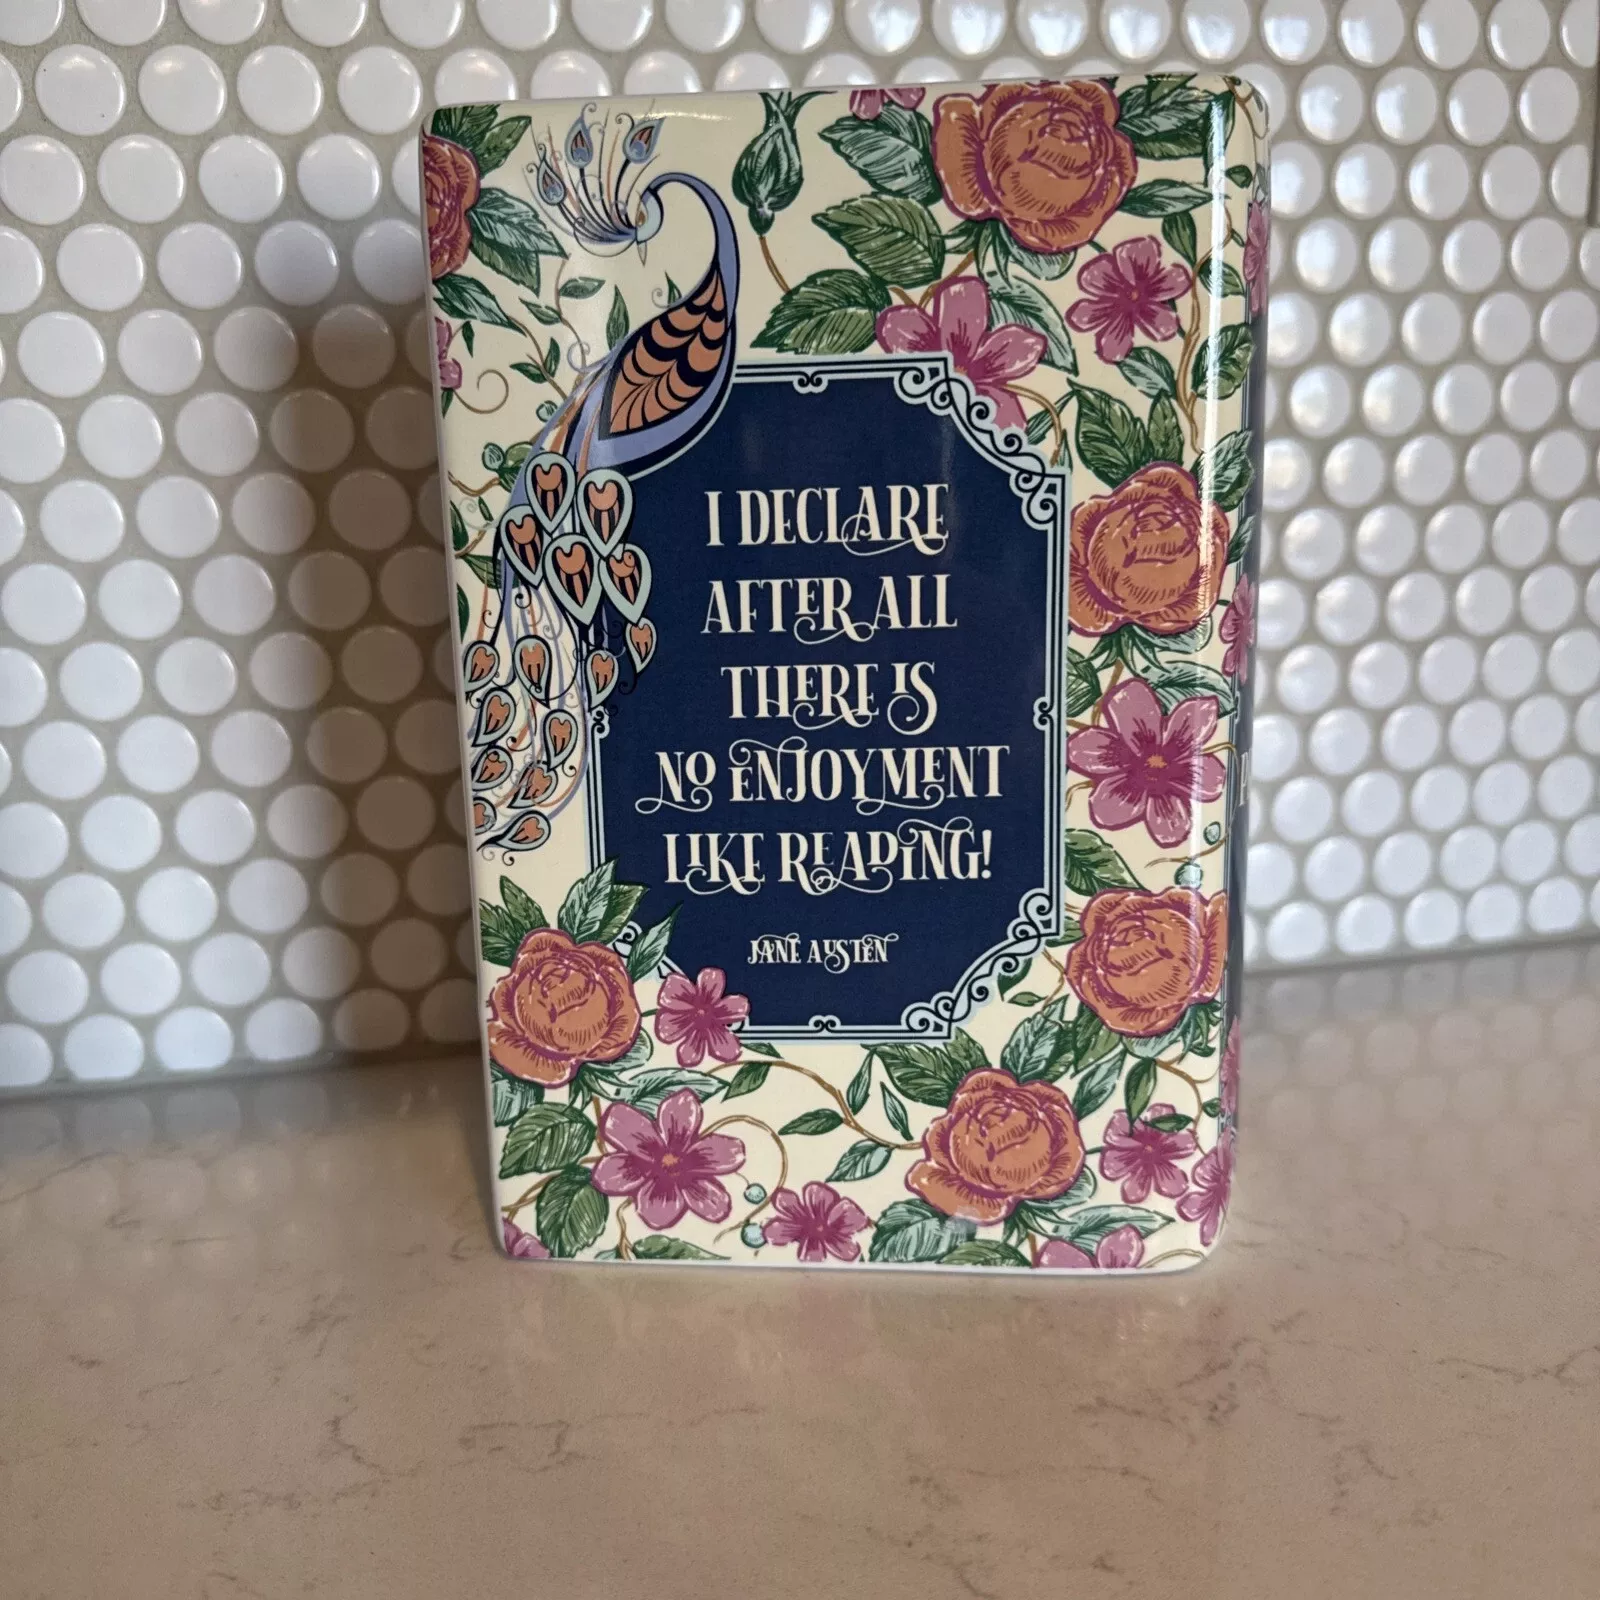 I DECLARE
AFTER ALL
THERE IS
NO ENJOYMENT
LIKE READING!
JANE AUSTEN